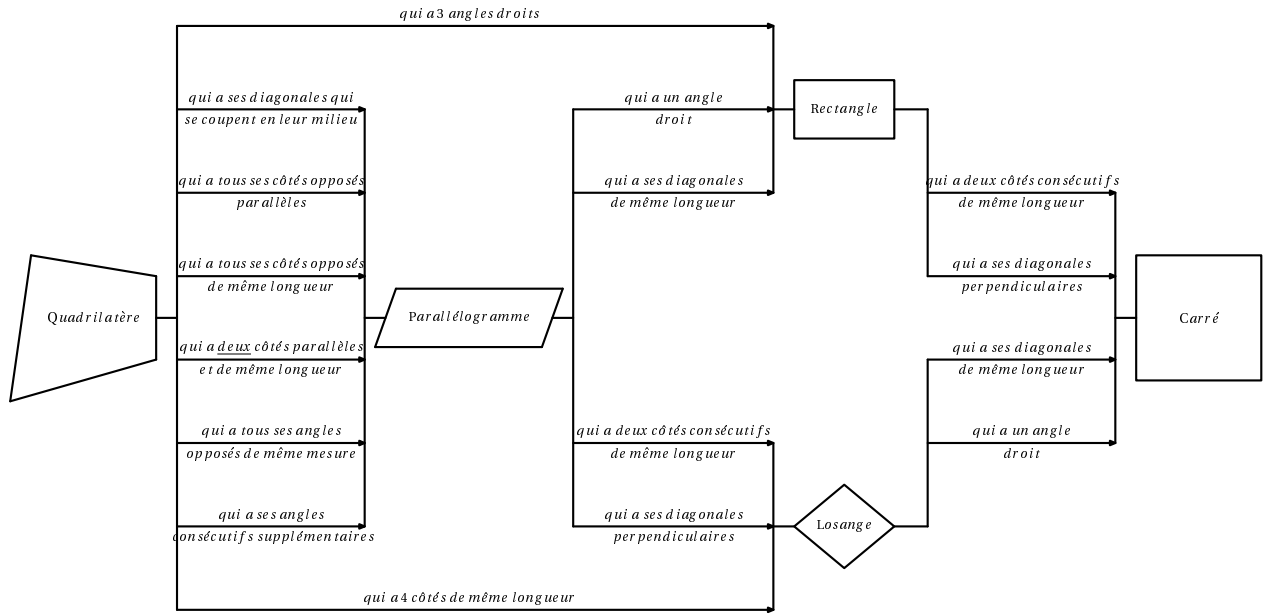 qui a 3 angles droits
qui a ses diagonales qui
se coupent en leur milieu
qui a tous ses côtés opposés
parallèles
qui a tous ses côtés opposés
de même longueur
Quadrilatère
qui a deux côtés parallèles
et de même longueur
qui a tous ses angles
opposés de même mesure
qui a ses angles
consécutifs supplémentaires
qui a 4 côtés de même longueur
Parallélogramme
qui a un angle
droit
qui a ses diagonales
de même longueur
qui a deux côtés consécutifs
de même longueur
qui a ses diagonales
perpendiculaires
Rectangle
Losange
qui a deux côtés consécutifs
de même longueur
qui a ses diagonales
perpendiculaires
qui a ses diagonales
de même longueur
qui a un angle
droit
Carré